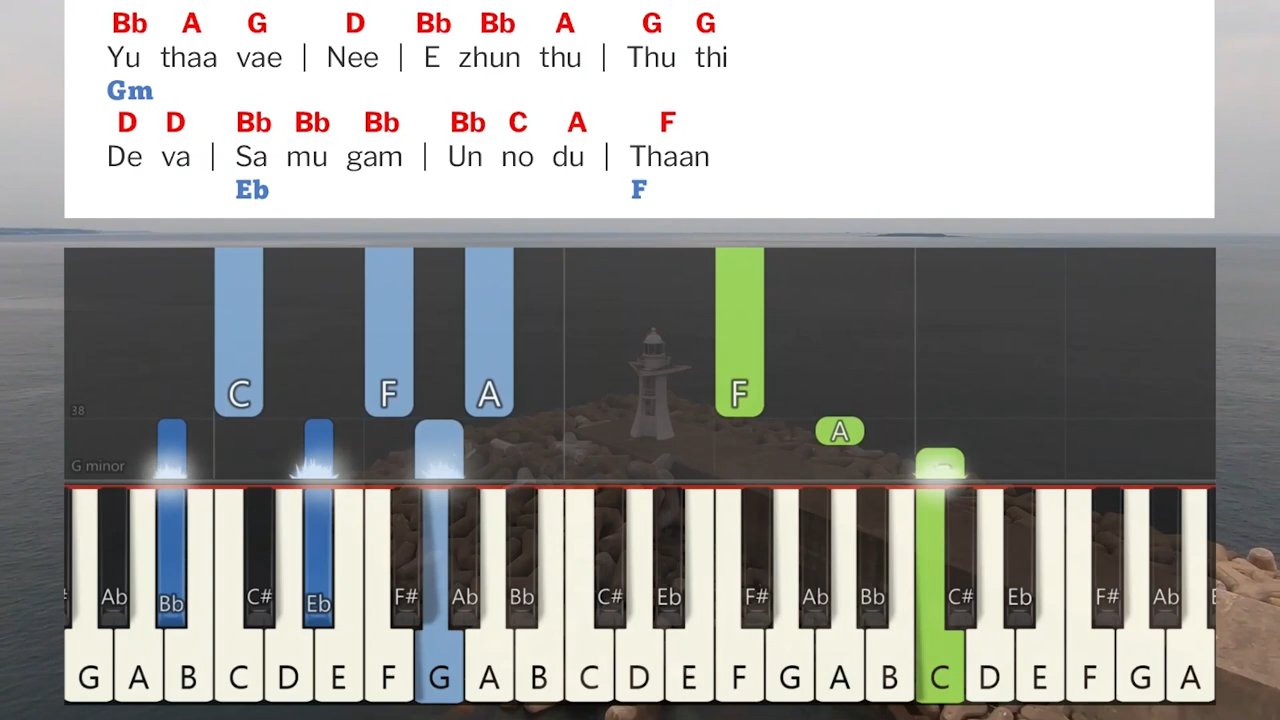 Bb A G D Bb Bb A G G
Yu thaa vae | Nee | E zhun thu | Thu thi
Gm
D D Bb Bb Bb Bb C A F
De va | Sa mu gam | Un no du | Thaan
Eb F
C F A F
A
38
G minor
Ab Bb C# Eb F# Ab Bb C# Eb F# Ab Bb C# Eb F# Ab
G A B C D E F G A B C D E F G A B C D E F G A